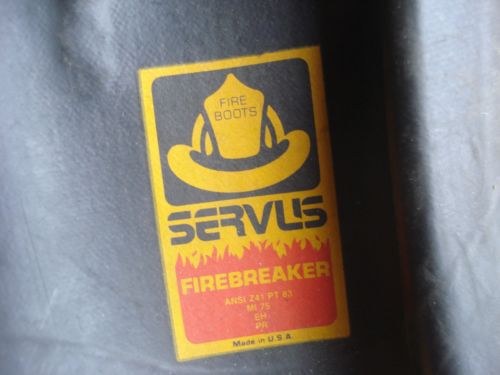 FIRE
BOOTS
SERVUS
FIREBREAKER
ANSI Z41 PT 83
MI 75
EH
PR
Made in U.S.A